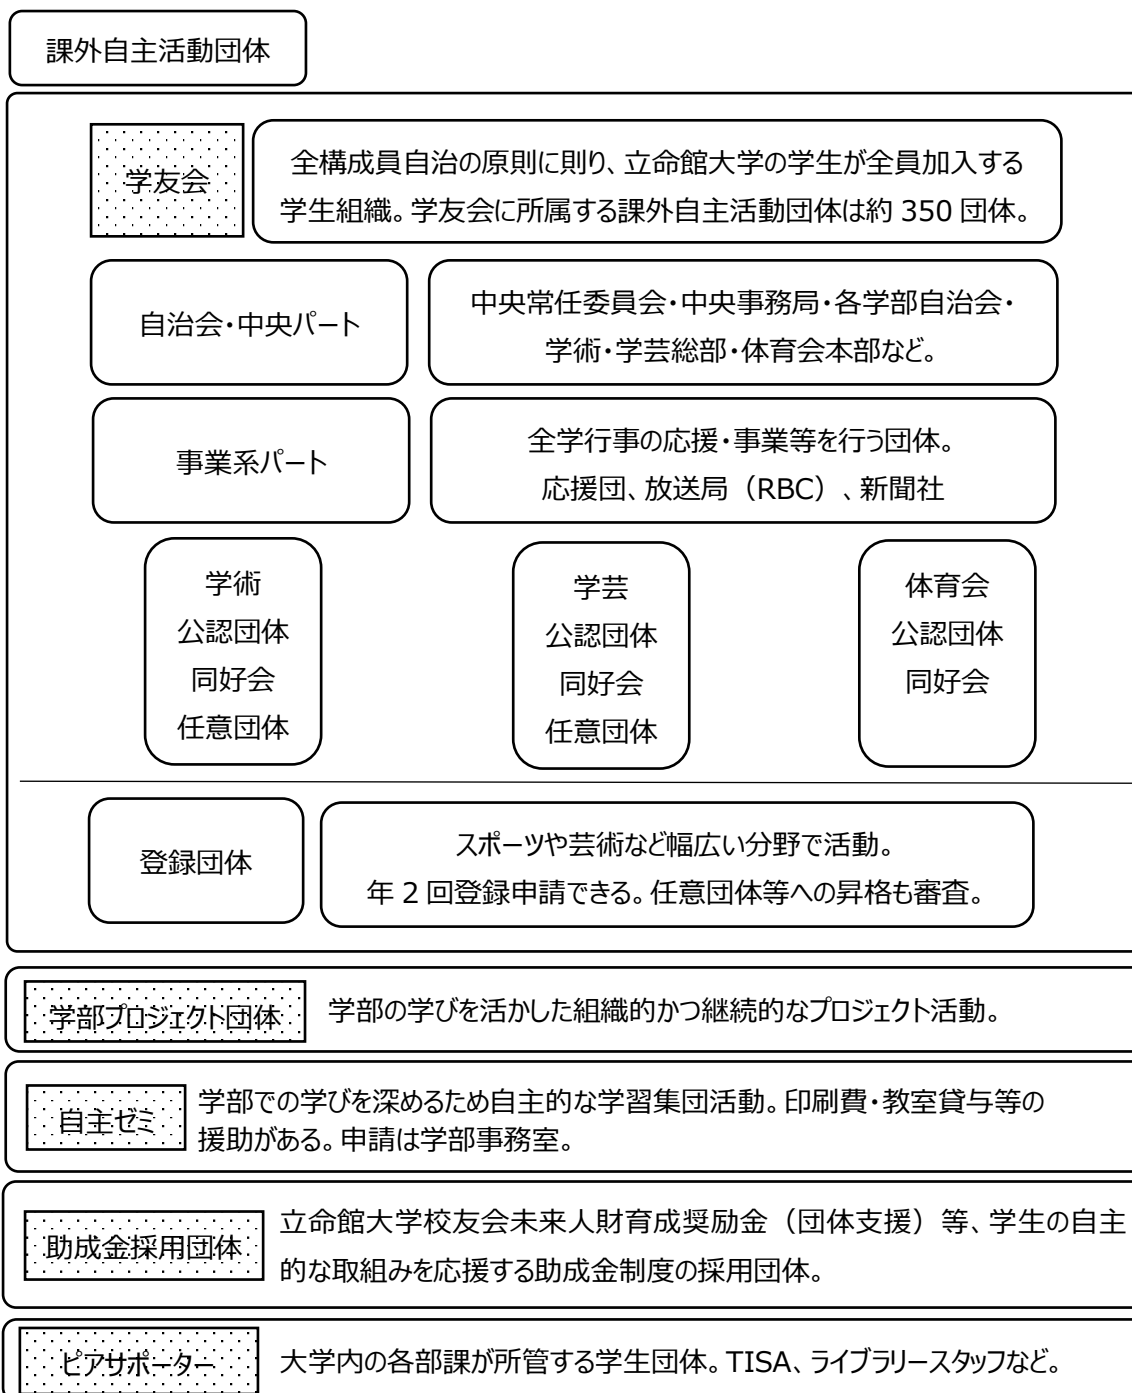 課外自主活動団体
学友会
全構成員自治の原則に則り、立命館大学の学生が全員加入する
学生組織。学友会に所属する課外自主活動団体は約 350 団体。
自治会・中央パート
中央常任委員会・中央事務局・各学部自治会・
学術・学芸総部・体育会本部など。
事業系パート
全学行事の応援・事業等を行う団体。
応援団、放送局（RBC）、新聞社
学術
公認団体
同好会
任意団体
学芸
公認団体
同好会
任意団体
体育会
公認団体
同好会
登録団体
スポーツや芸術など幅広い分野で活動。
年 2 回登録申請できる。任意団体等への昇格も審査。
学部プロジェクト団体
学部の学びを活かした組織的かつ継続的なプロジェクト活動。
自主ゼミ
学部での学びを深めるため自主的な学習集団活動。印刷費・教室貸与等の
援助がある。申請は学部事務室。
助成金採用団体
立命館大学校友会未来人財育成奨励金（団体支援）等、学生の自主
的な取組みを応援する助成金制度の採用団体。
ピアサポーター
大学内の各部課が所管する学生団体。TISA、ライブラリースタッフなど。